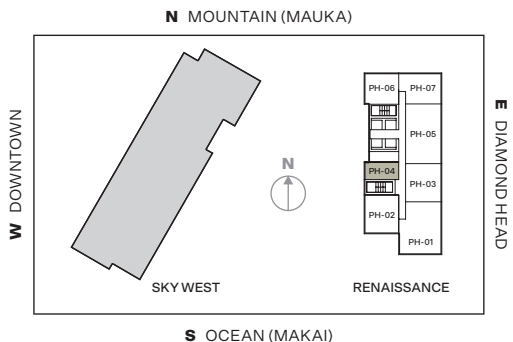 N MOUNTAIN (MAUKA)
W DOWNTOWN
E DIAMOND HEAD
N
PH-06 PH-07
PH-05
PH-04
PH-03
PH-02
PH-01
SKY WEST
RENAISSANCE
S OCEAN (MAKAI)